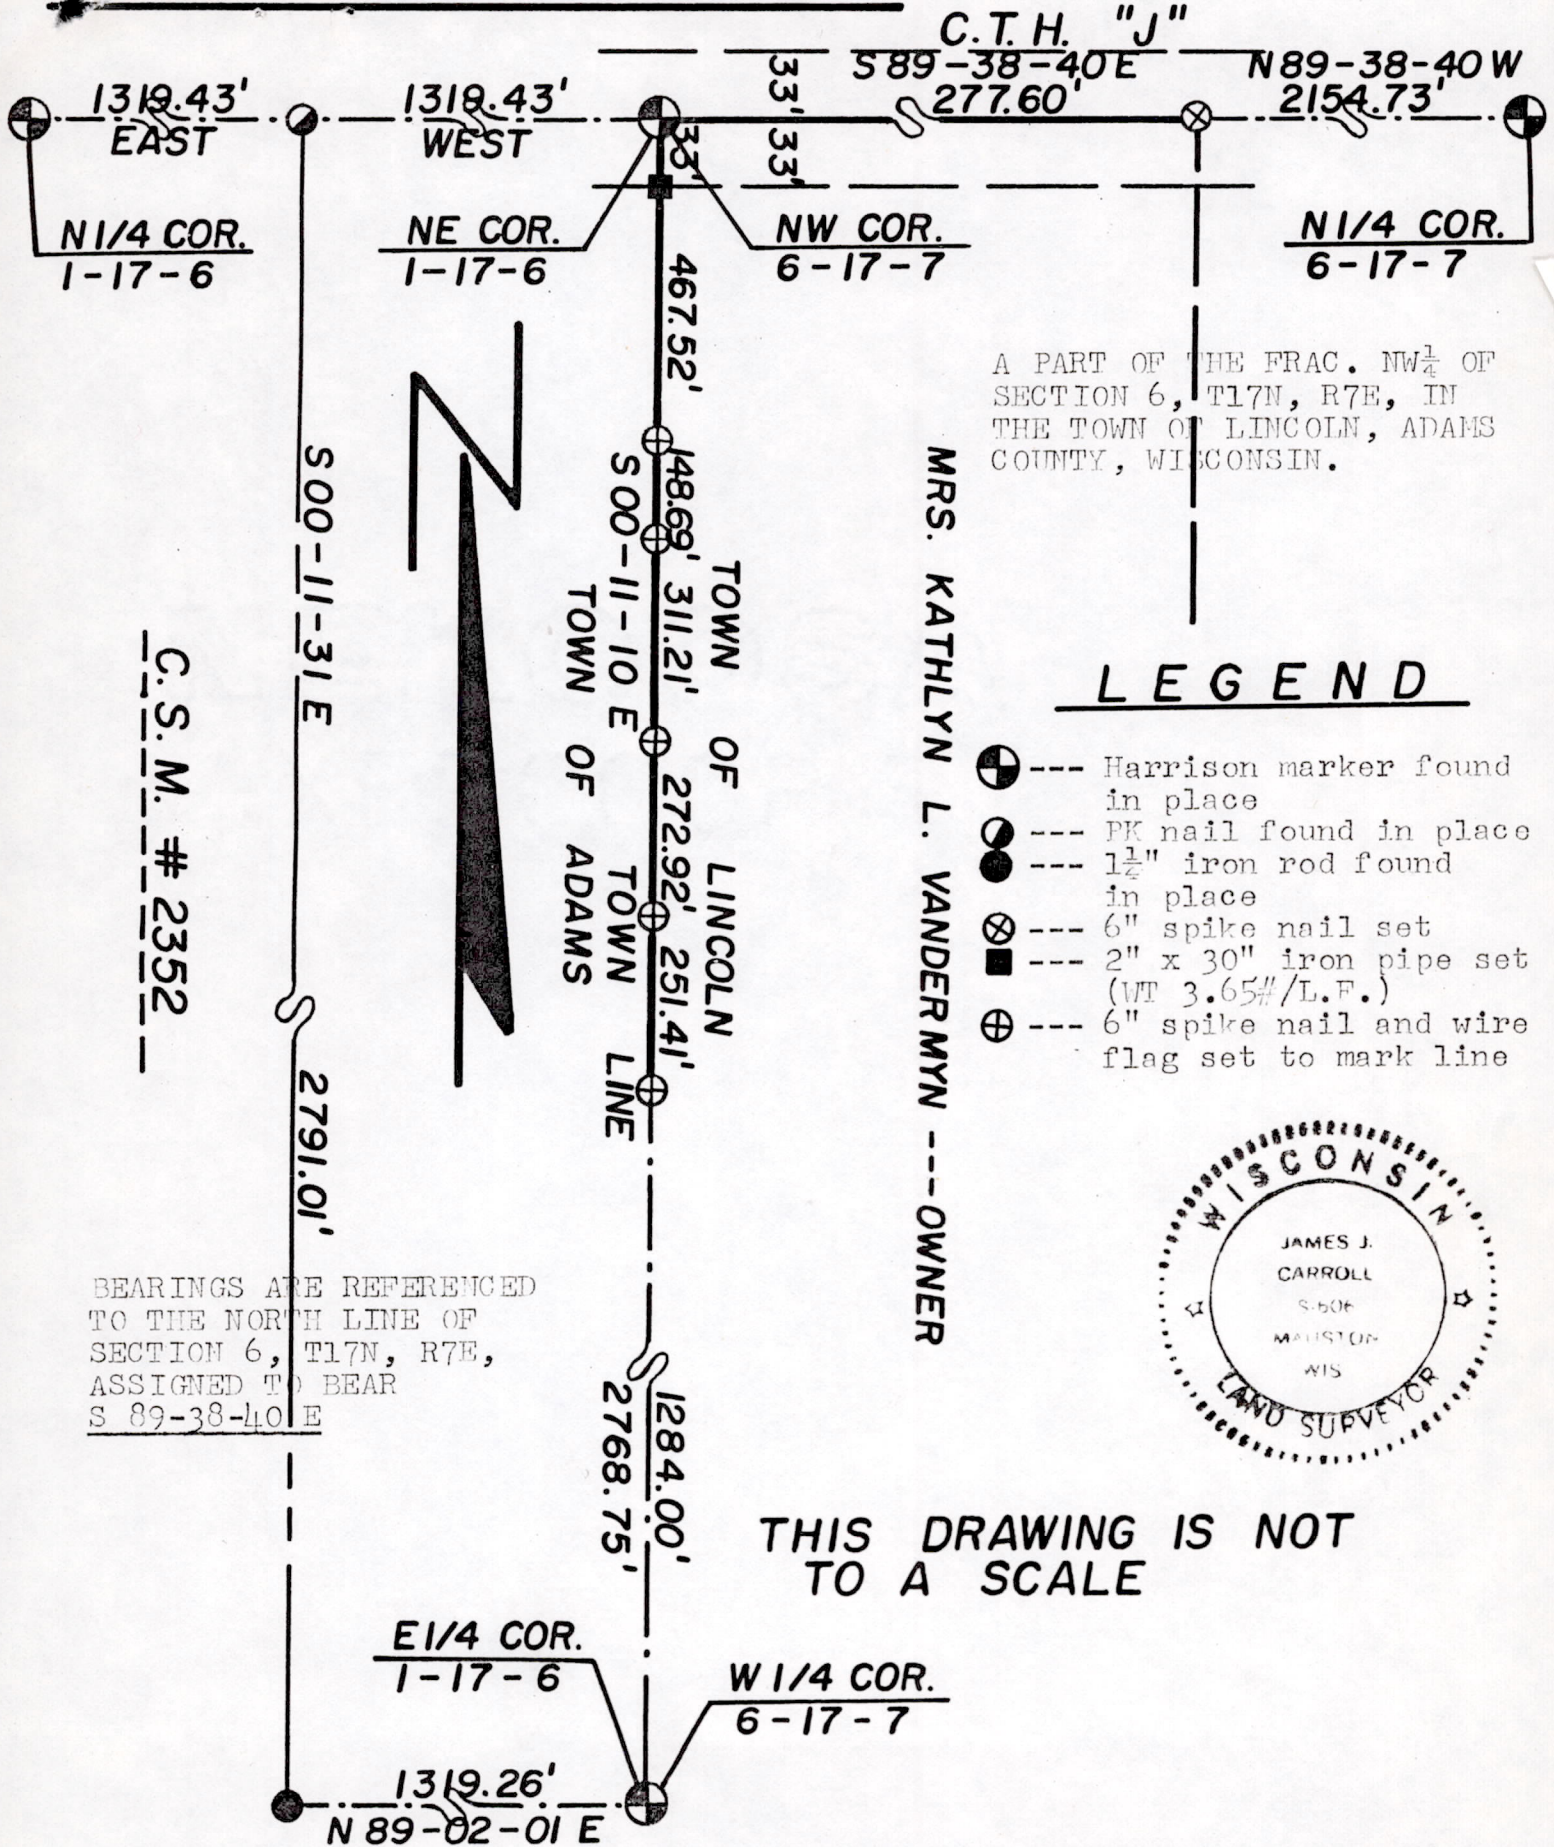 C.T.H. "J"
S 89-38-40 E
277.60'
N 89-38-40 W
2154.73'
1319.43'
EAST
1319.43'
WEST
33'
33'
33'
N 1/4 COR.
1-17-6
NE COR.
1-17-6
NW COR.
6-17-7
N 1/4 COR.
6-17-7
467.52'
148.69'
311.21'
272.92'
251.41'
S 00-11-10 E
TOWN LINE
TOWN OF LINCOLN
TOWN OF ADAMS
A PART OF THE FRAC. NW¼ OF
SECTION 6, T17N, R7E, IN
THE TOWN OF LINCOLN, ADAMS
COUNTY, WISCONSIN.
MRS. KATHLYN L. VANDERMYN ---OWNER
S 00-11-31 E
2791.01'
C.S.M. # 2352
LEGEND
--- Harrison marker found
in place
--- PK nail found in place
--- 1¼" iron rod found
in place
--- 6" spike nail set
--- 2" x 30" iron pipe set
(WT 3.65#/L.F.)
--- 6" spike nail and wire
flag set to mark line
WISCONSIN
JAMES J.
CARROLL
S-606
MAUSTON
WIS
LAND SURVEYOR
BEARINGS ARE REFERENCED
TO THE NORTH LINE OF
SECTION 6, T17N, R7E,
ASSIGNED TO BEAR
S 89-38-40 E
1284.00'
2768.75'
THIS DRAWING IS NOT
TO A SCALE
E 1/4 COR.
1-17-6
W 1/4 COR.
6-17-7
1319.26'
N 89-02-01 E